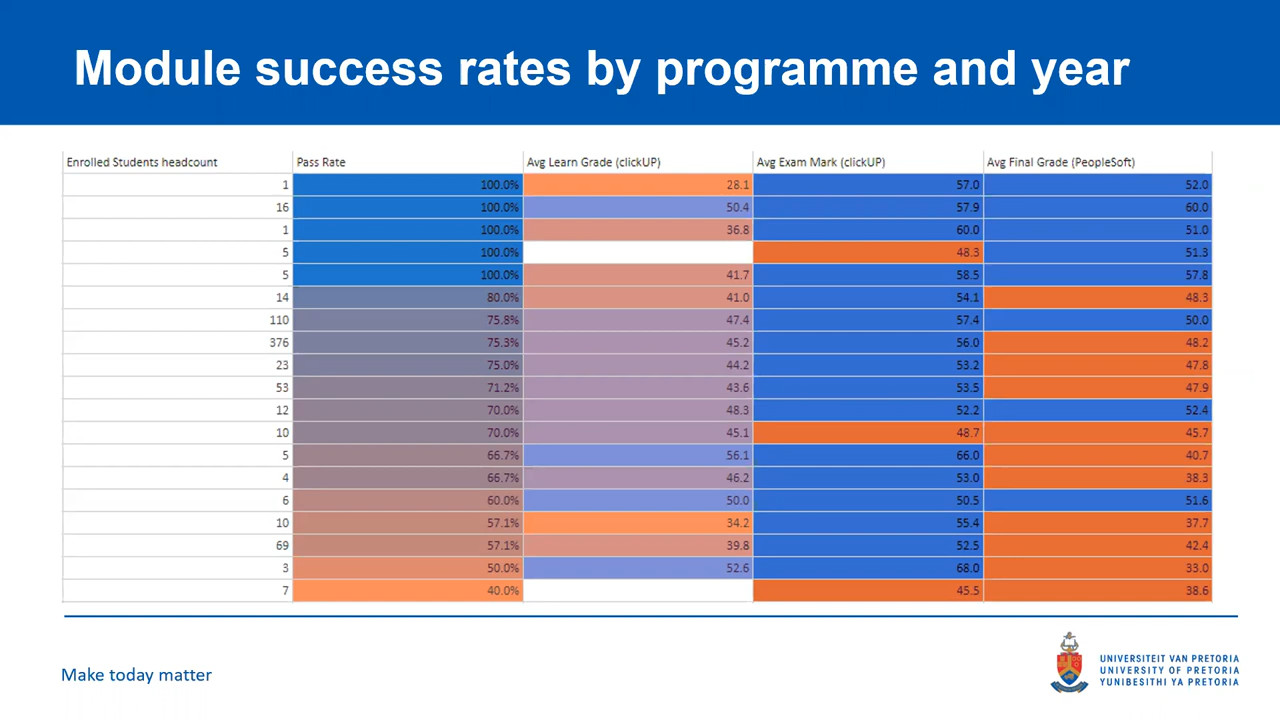 Module success rates by programme and year
Enrolled Students headcount Pass Rate Avg Learn Grade (clickUP) Avg Exam Mark (clickUP) Avg Final Grade (PeopleSoft)
1 100.0% 28.1 57.0 52.0
16 100.0% 50.4 57.9 60.0
1 100.0% 36.8 60.0 51.0
5 100.0% 48.3 51.3
5 100.0% 41.7 58.5 57.8
14 80.0% 41.0 54.1 48.3
110 75.8% 47.4 57.4 50.0
376 75.3% 45.2 56.0 48.2
23 75.0% 44.2 53.2 47.8
53 71.2% 43.6 53.5 47.9
12 70.0% 48.3 52.2 52.4
10 70.0% 45.1 48.7 45.7
5 66.7% 56.1 66.0 40.7
4 66.7% 46.2 53.0 38.3
6 60.0% 50.0 50.5 51.6
10 57.1% 34.2 55.4 37.7
69 57.1% 39.8 52.5 42.4
3 50.0% 52.6 68.0 33.0
7 40.0% 45.5 38.6
Make today matter
UNIVERSITEIT VAN PRETORIA
UNIVERSITY OF PRETORIA
YUNIBESITHI YA PRETORIA